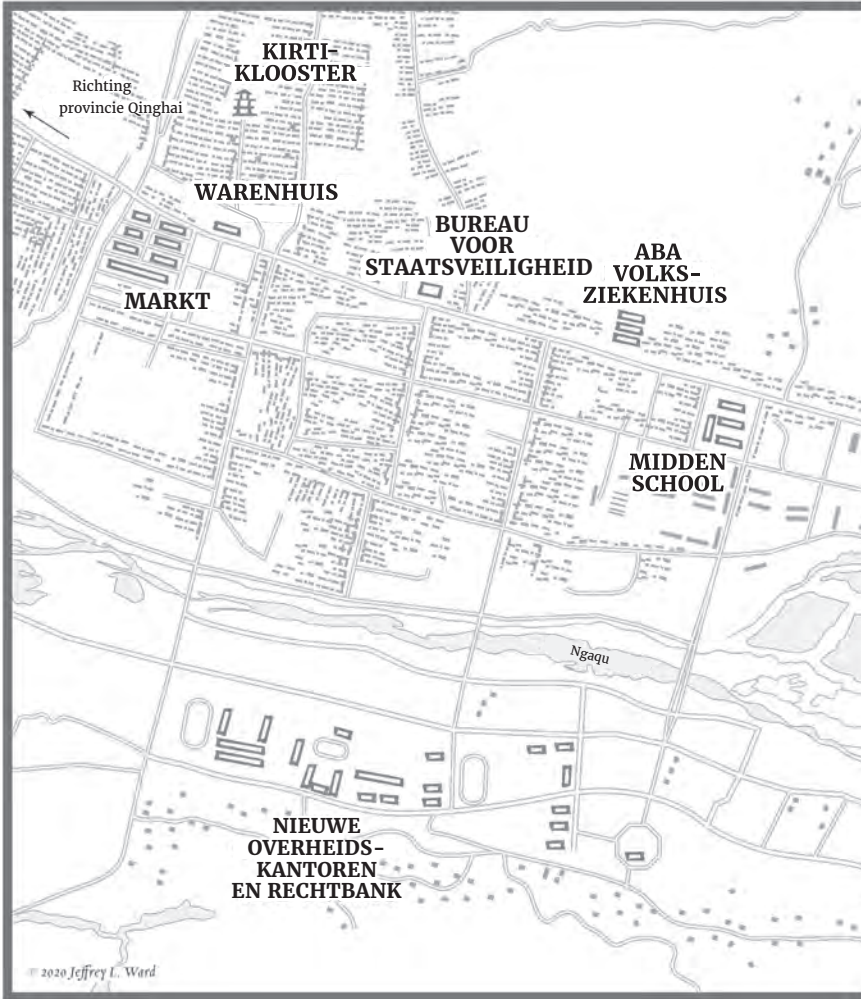 KIRTI-
KLOOSTER
Richting
provincie Qinghai
WARENHUIS
BUREAU
VOOR
STAATSVEILIGHEID
ABA
VOLKS-
ZIEKENHUIS
MARKT
MIDDEN
SCHOOL
Ngaqu
NIEUWE
OVERHEIDS-
KANTOREN
EN RECHTBANK
© 2020 Jeffrey L. Ward